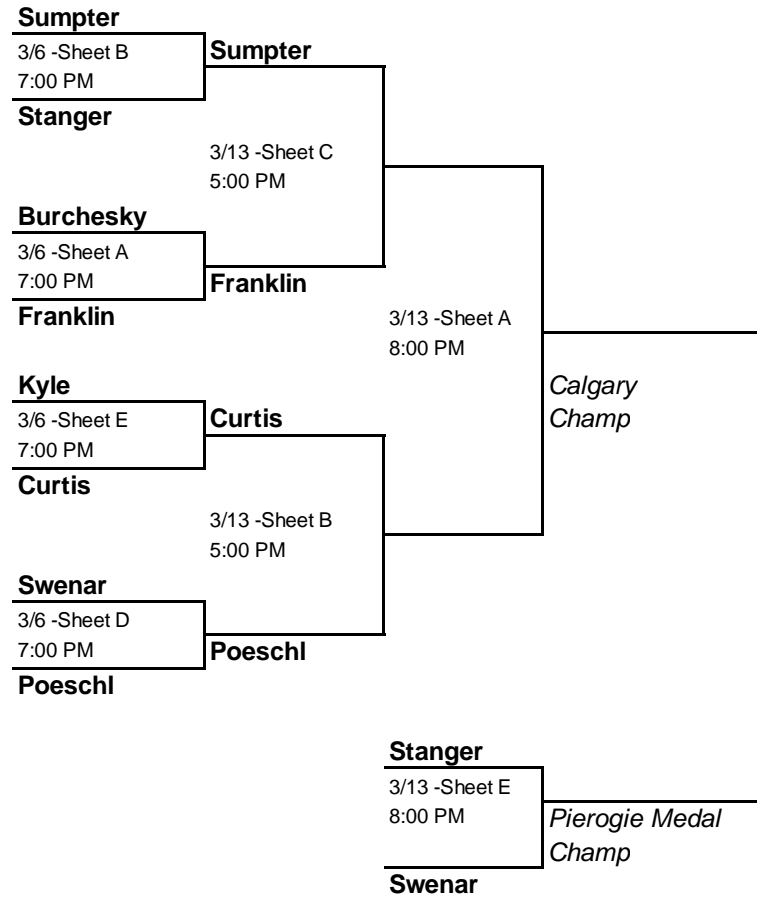 Sumpter
3/6 -Sheet B
7:00 PM
Sumpter
Stanger
3/13 -Sheet C
5:00 PM
Burchesky
3/6 -Sheet A
7:00 PM
Franklin
Franklin
3/13 -Sheet A
8:00 PM
Calgary
Champ
Kyle
3/6 -Sheet E
7:00 PM
Curtis
Curtis
3/13 -Sheet B
5:00 PM
Swenar
3/6 -Sheet D
7:00 PM
Poeschl
Poeschl
Stanger
3/13 -Sheet E
8:00 PM
Pierogie Medal
Champ
Swenar